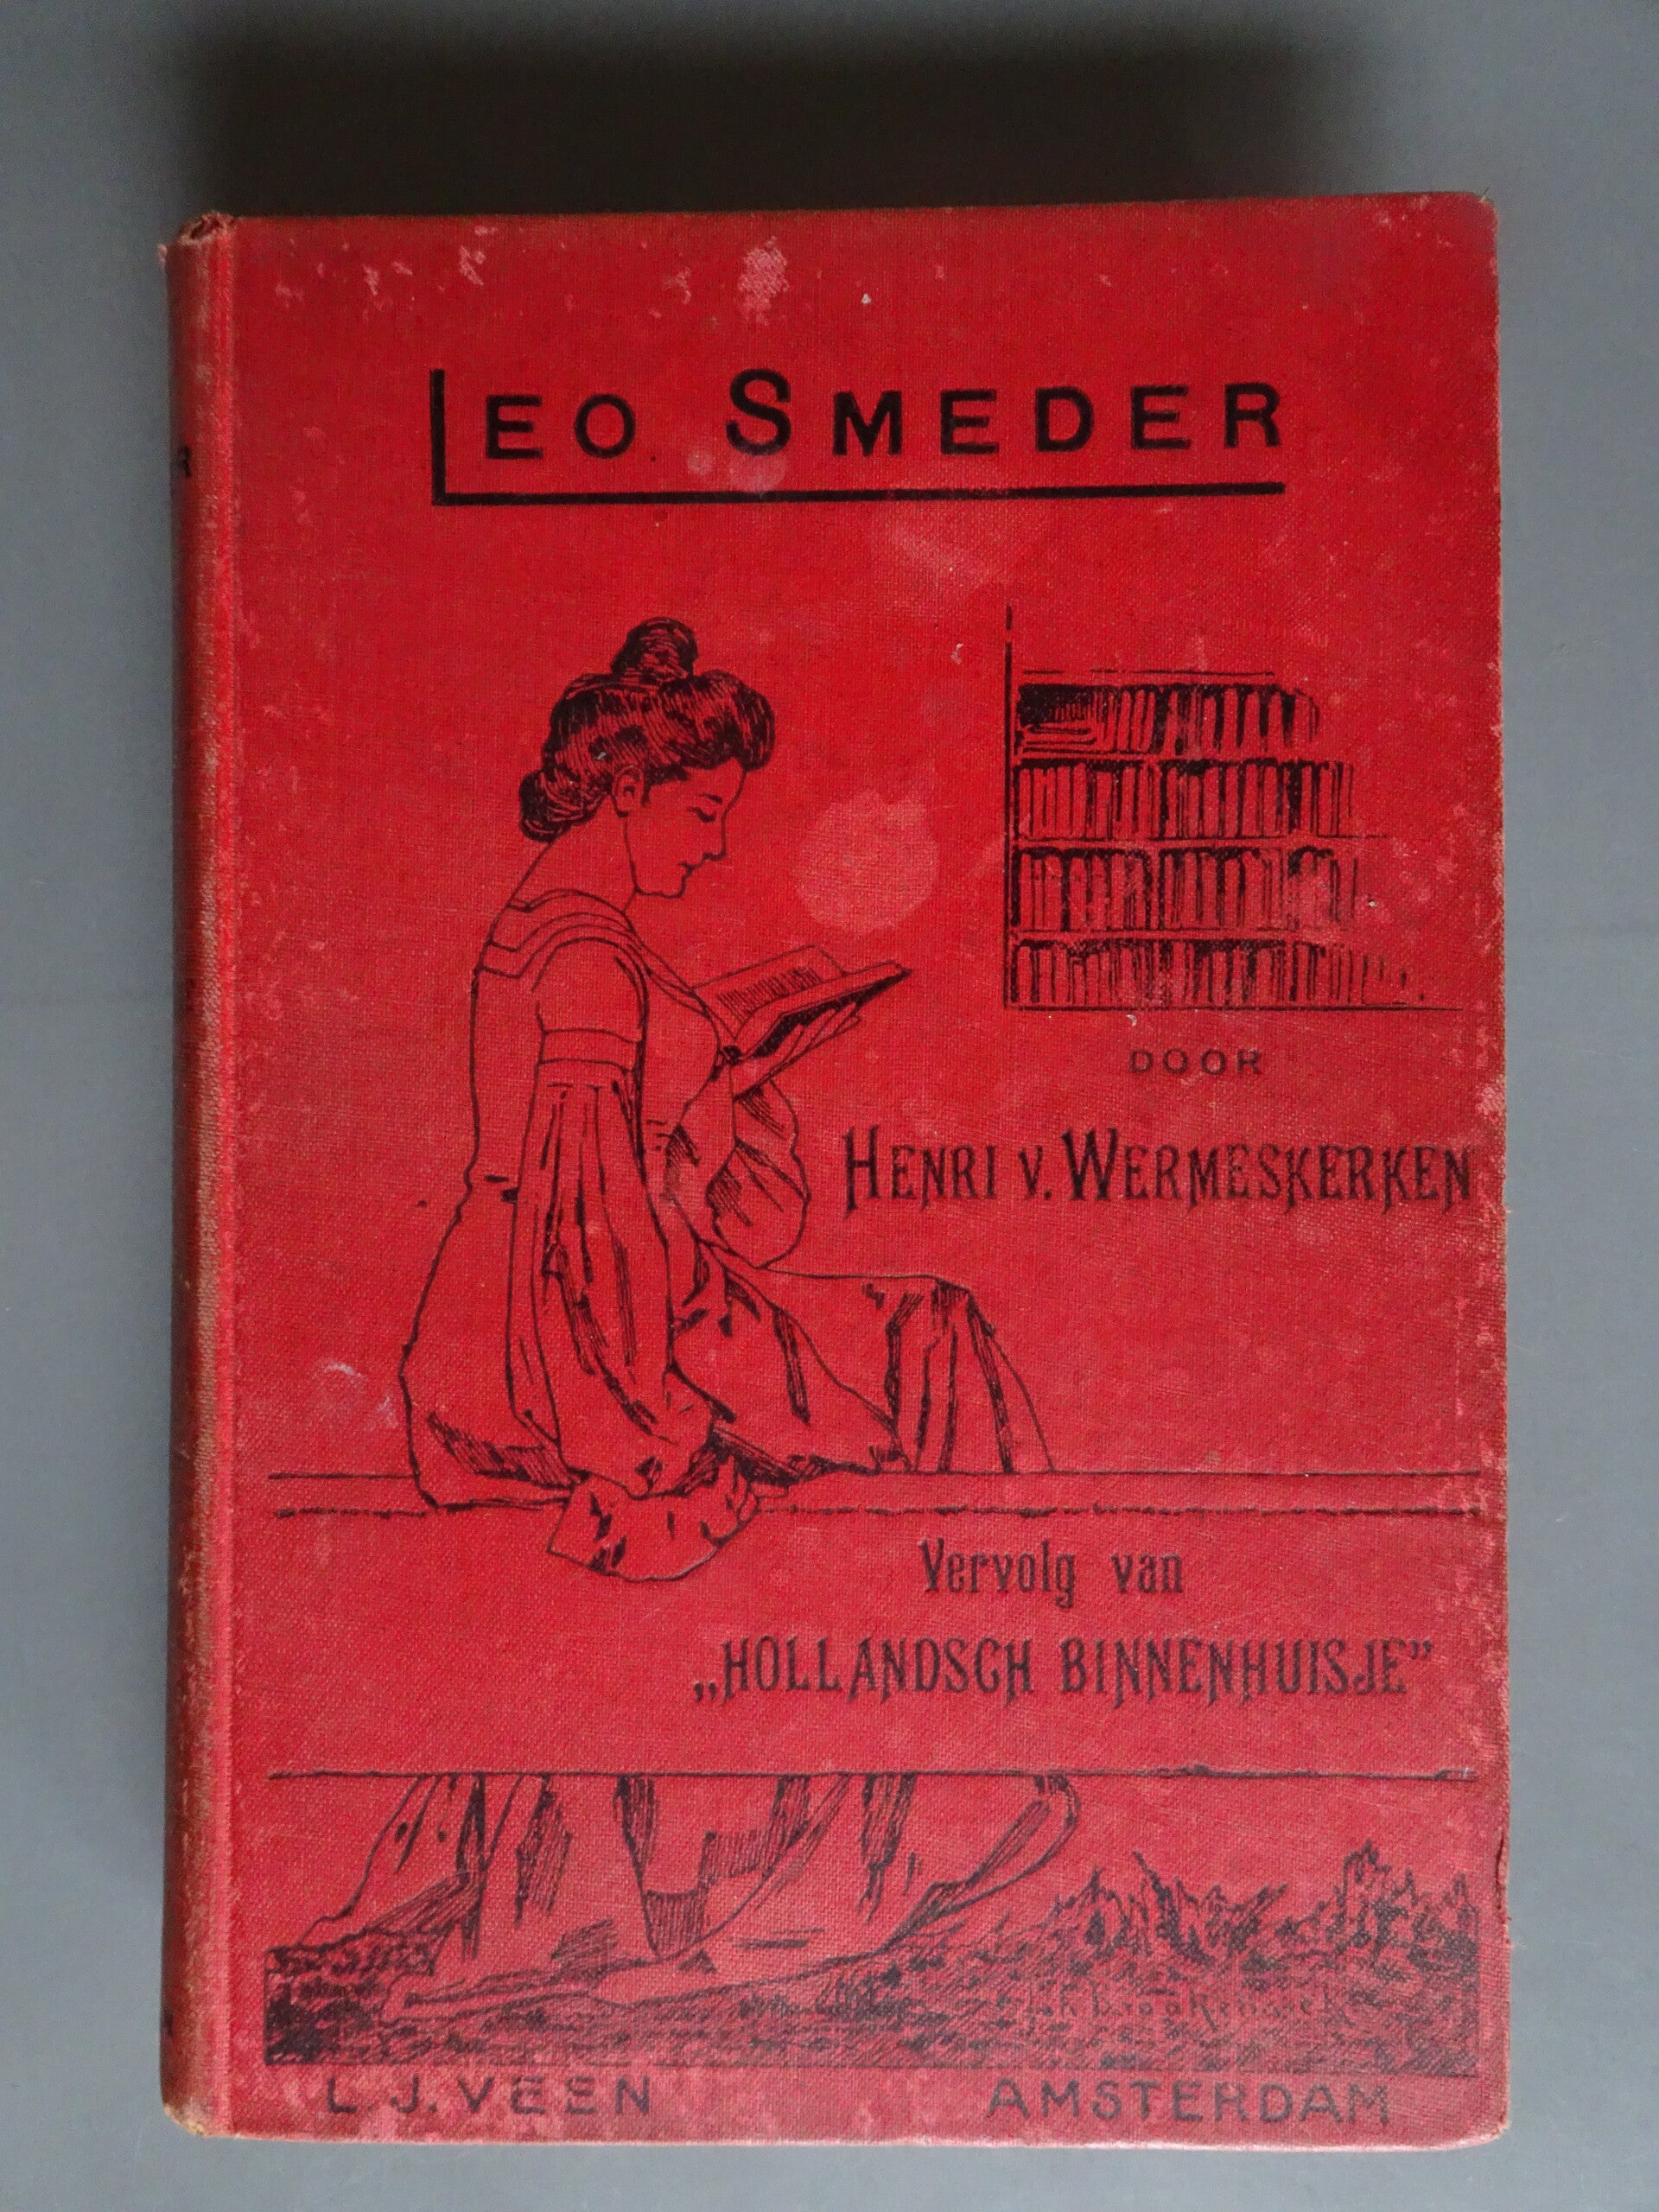 LEO SMEDER
DOOR
HENRI V. WERMESKERKEN
Vervolg van
„HOLLANDSCH BINNENHUISJE”
L. J. VEEN
AMSTERDAM